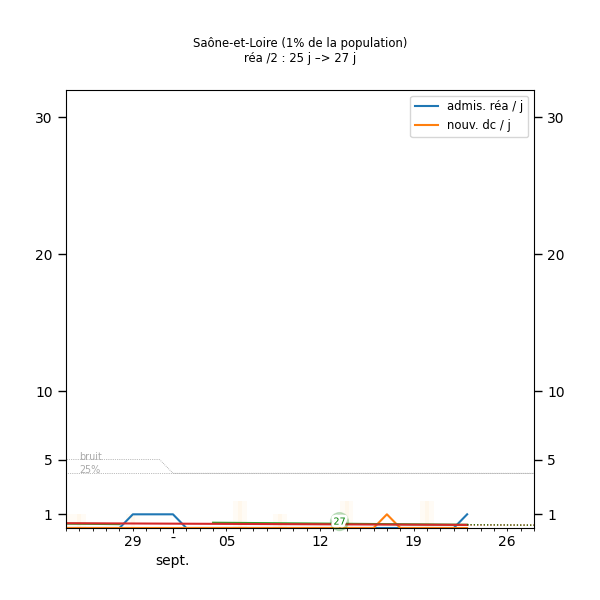 Saône-et-Loire (1% de la population)
réa /2 : 25 j –> 27 j
admis. réa / j
nouv. dc / j
30 30
20 20
10 10
5 5
bruit
25%
1 1
27
29 - 05 12 19 26
sept.